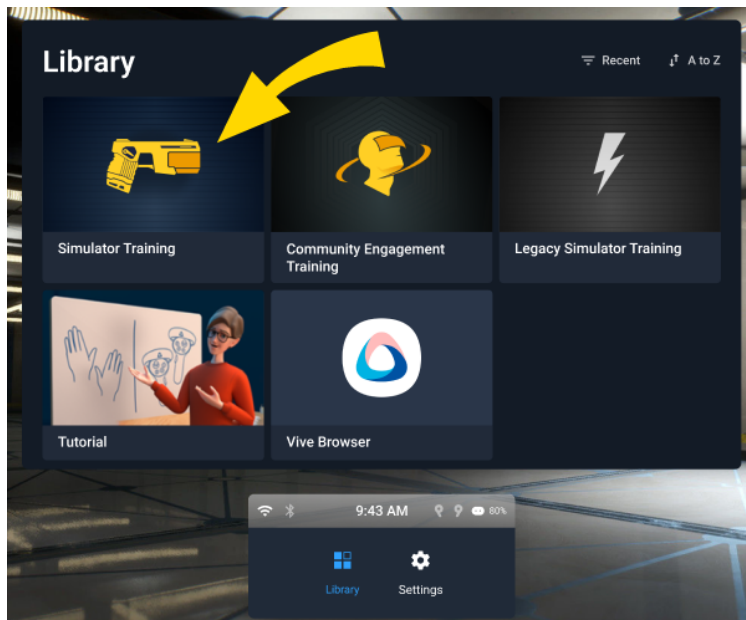 Library
Recent
A to Z
Simulator Training
Community Engagement
Training
Legacy Simulator Training
Tutorial
Vive Browser
9:43 AM
80%
Library
Settings